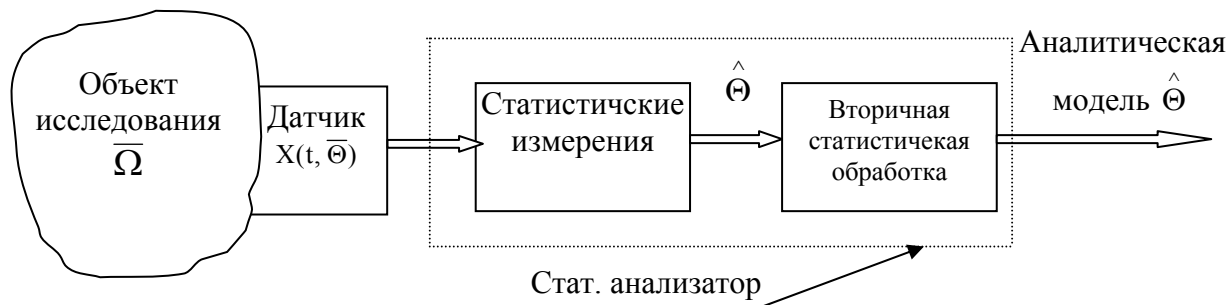 Объект
исследования
Ω̅
Датчик
X(t, Θ̅)
Статистичские
измерения
Θ̂
Вторичная
статистичекая
обработка
Аналитическая
модель Θ̂
Стат. анализатор